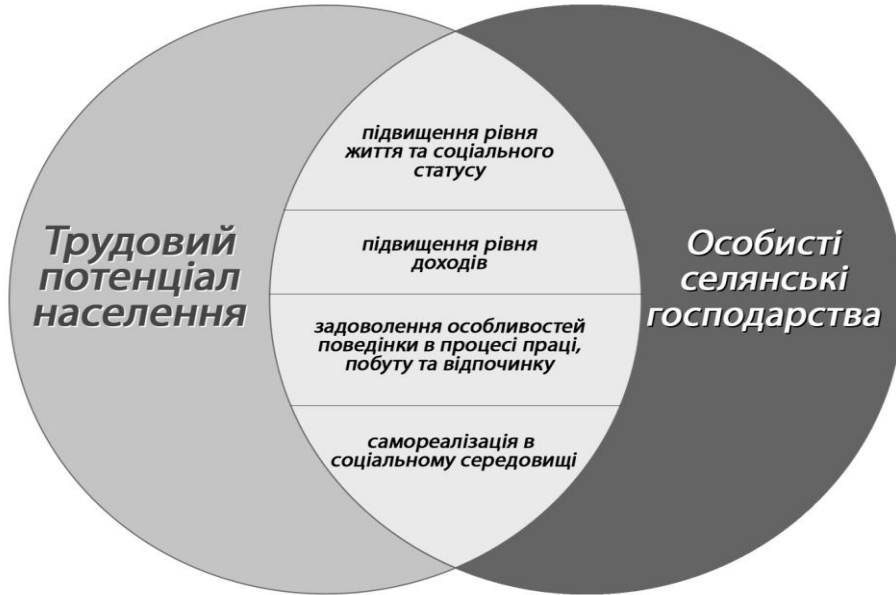 Трудовий
потенціал
населення
підвищення рівня
життя та соціального
статусу
підвищення рівня
доходів
задоволення особливостей
поведінки в процесі праці,
побуту та відпочинку
самореалізація в
соціальному середовищі
Особисті
селянські
господарства